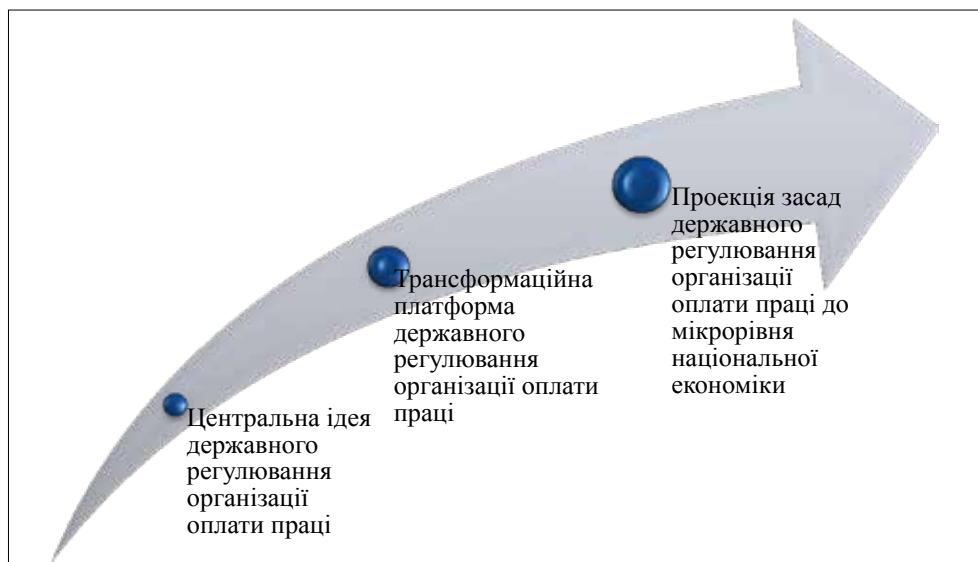 Центральна ідея
державного
регулювання
організації
оплати праці
Трансформаційна
платформа
державного
регулювання
організації оплати
праці
Проекція засад
державного
регулювання
організації
оплати праці до
мікрорівня
національної
економіки